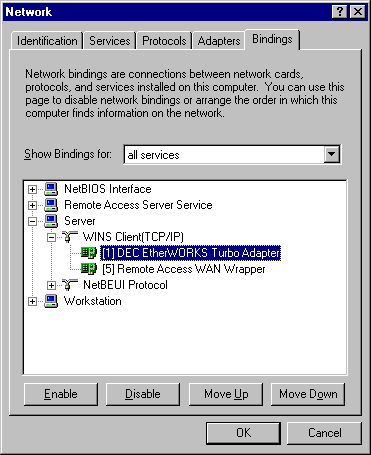 Network
Identification Services Protocols Adapters Bindings
Network bindings are connections between network cards,
protocols, and services installed on this computer. You can use this
page to disable network bindings or arrange the order in which this
computer finds information on the network.
Show Bindings for: all services
NetBIOS Interface
Remote Access Server Service
Server
WINS Client(TCP/IP)
[1] DEC EtherWORKS Turbo Adapter
[5] Remote Access WAN Wrapper
NetBEUI Protocol
Workstation
Enable Disable Move Up Move Down
OK Cancel